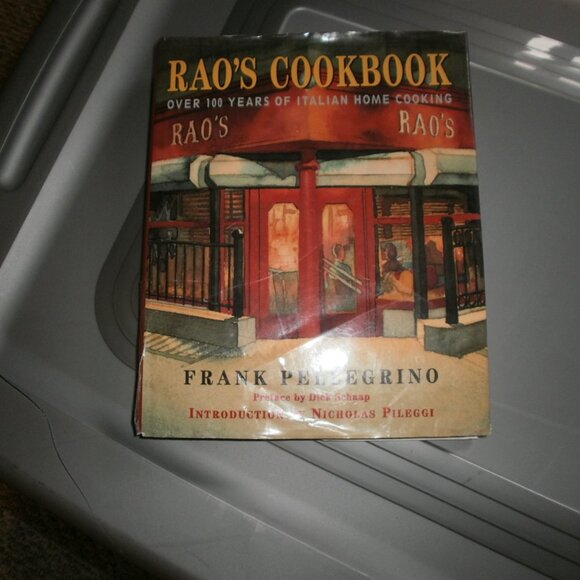 RAO'S COOKBOOK
OVER 100 YEARS OF ITALIAN HOME COOKING
RAO'S RAO'S
FRANK PELLEGRINO
Preface by Dick Schaap
INTRODUCTION BY NICHOLAS PILEGGI